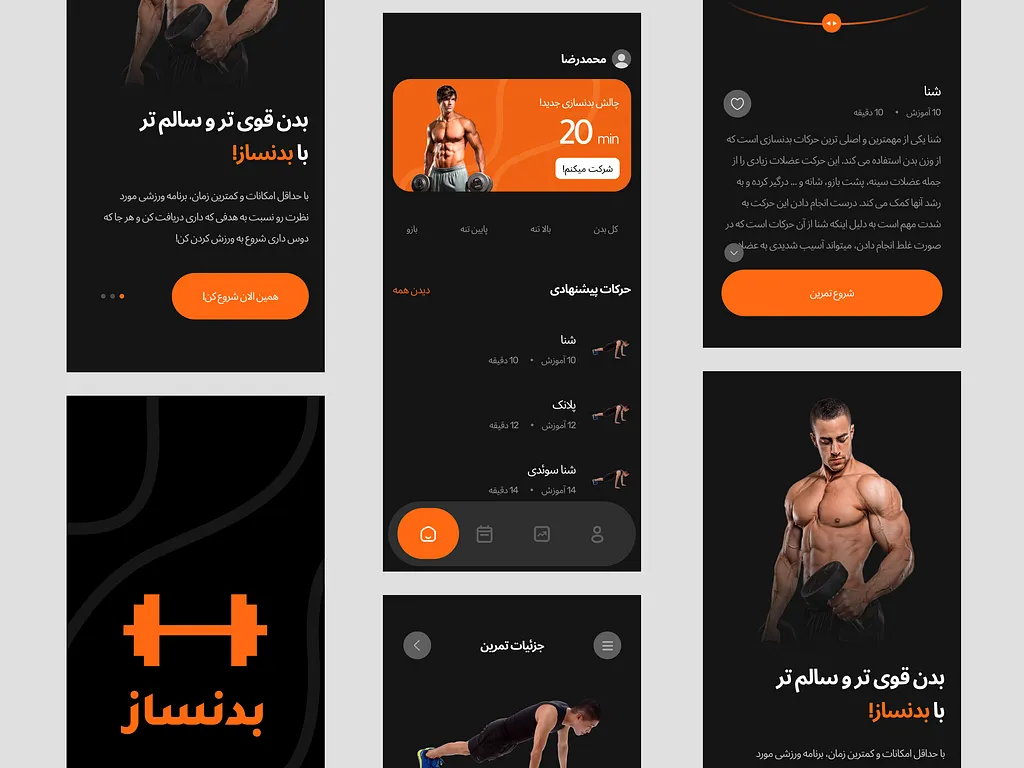 بدن قوی تر و سالم تر
با بدنساز!
با حداقل امکانات و کمترین زمان، برنامه ورزشی مورد
نظرت رو نسبت به هدفی که داری دریافت کن و هر جا که
دوس داری شروع به ورزش کردن کن!
همین الان شروع کن!
بدنساز
محمدرضا
چالش بدنسازی جدید!
20 min
شرکت میکنم!
کل بدن
بالا تنه
پایین تنه
بازو
حرکات پیشنهادی
دیدن همه
شنا
10 آموزش • 10 دقیقه
پلانک
12 آموزش • 12 دقیقه
شنا سوئدی
14 آموزش • 14 دقیقه
جزئیات تمرین
شنا
10 آموزش • 10 دقیقه
شنا یکی از مهمترین و اصلی ترین حرکات بدنسازی است که
از وزن بدن استفاده می کند. این حرکت عضلات زیادی را از
جمله عضلات سینه، پشت بازو، شانه و ... درگیر کرده و به
رشد آنها کمک می کند. درست انجام دادن این حرکت به
شدت مهم است به دلیل اینکه شنا از آن حرکات است که در
صورت غلط انجام دادن، میتواند آسیب شدیدی به
شروع تمرین
بدن قوی تر و سالم تر
با بدنساز!
با حداقل امکانات و کمترین زمان، برنامه ورزشی مورد